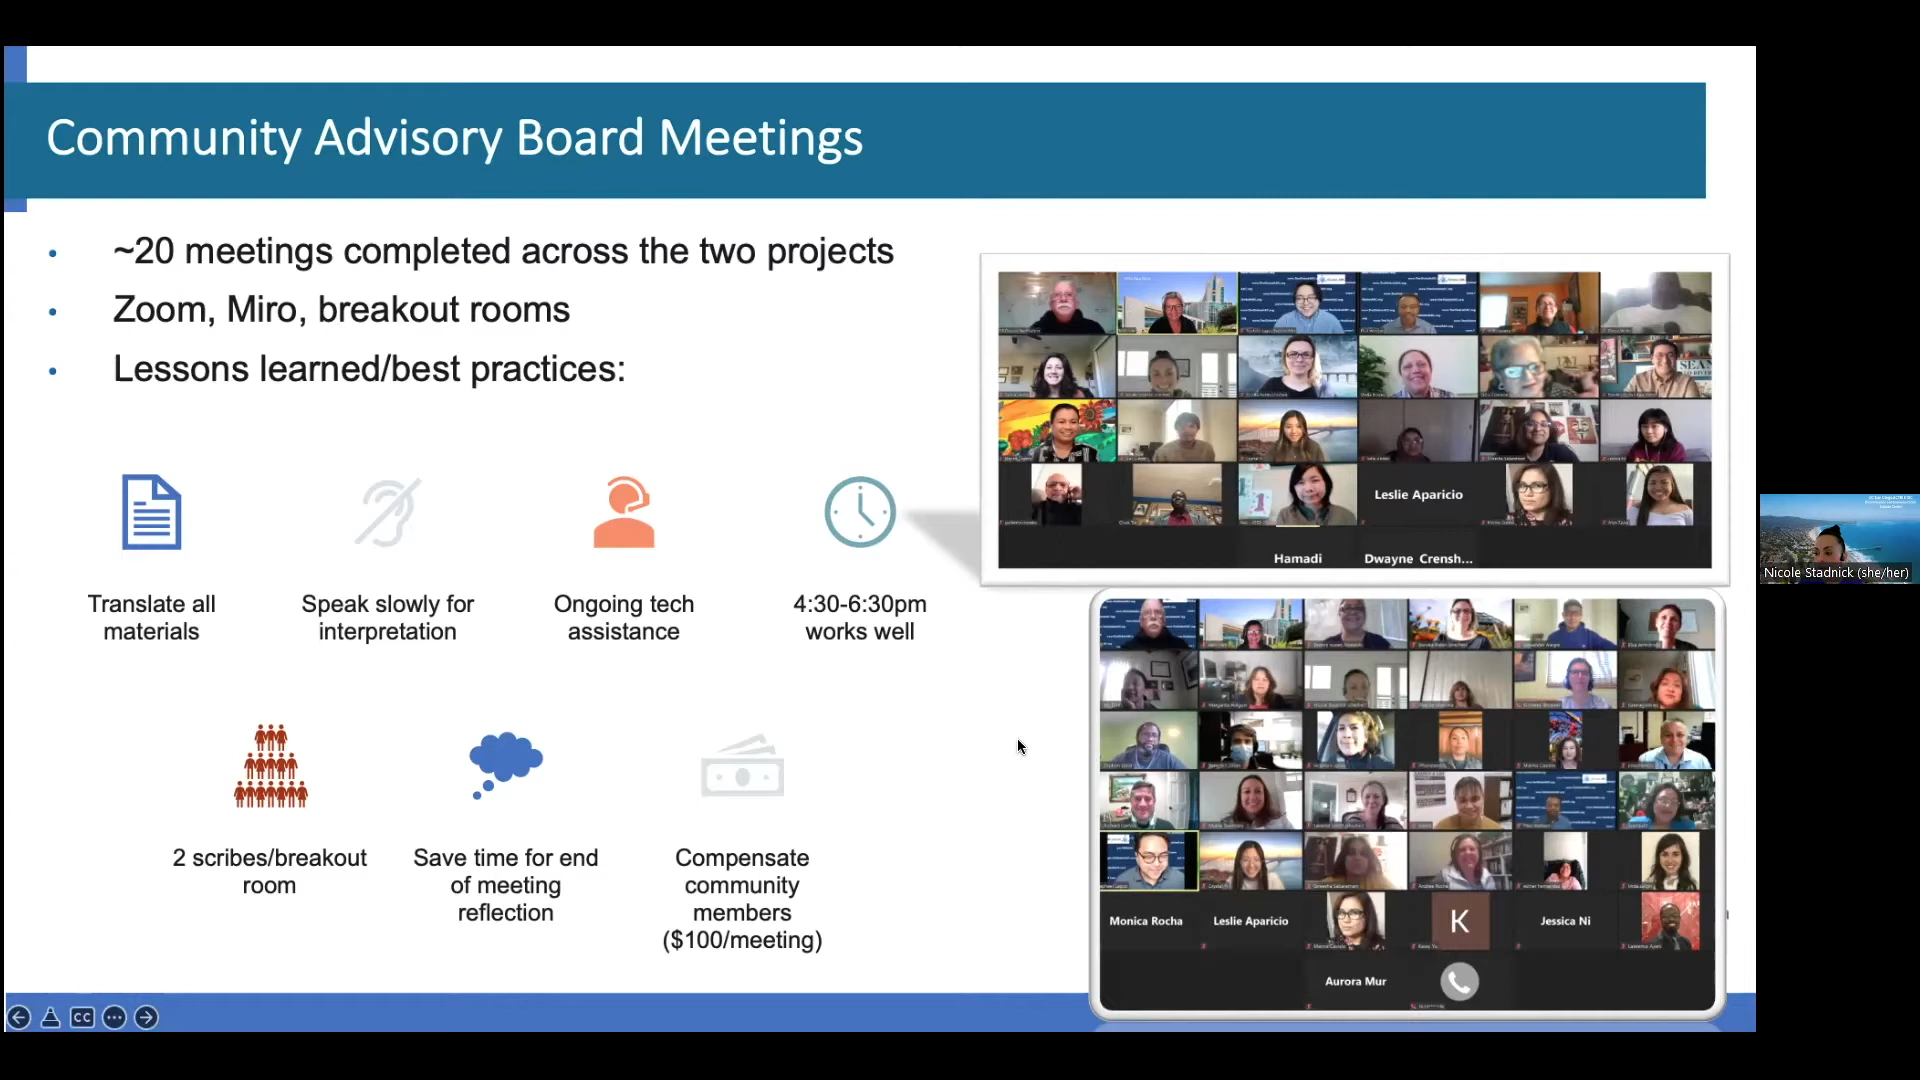 Community Advisory Board Meetings
• ~20 meetings completed across the two projects
• Zoom, Miro, breakout rooms
• Lessons learned/best practices:
Translate all
materials
Speak slowly for
interpretation
Ongoing tech
assistance
4:30-6:30pm
works well
2 scribes/breakout
room
Save time for end
of meeting
reflection
Compensate
community
members
($100/meeting)
Leslie Aparicio
Hamadi
Dwayne Crensh...
Monica Rocha
Leslie Aparicio
K
Jessica Ni
Aurora Mur
Nicole Stadnick (she/her)
CC